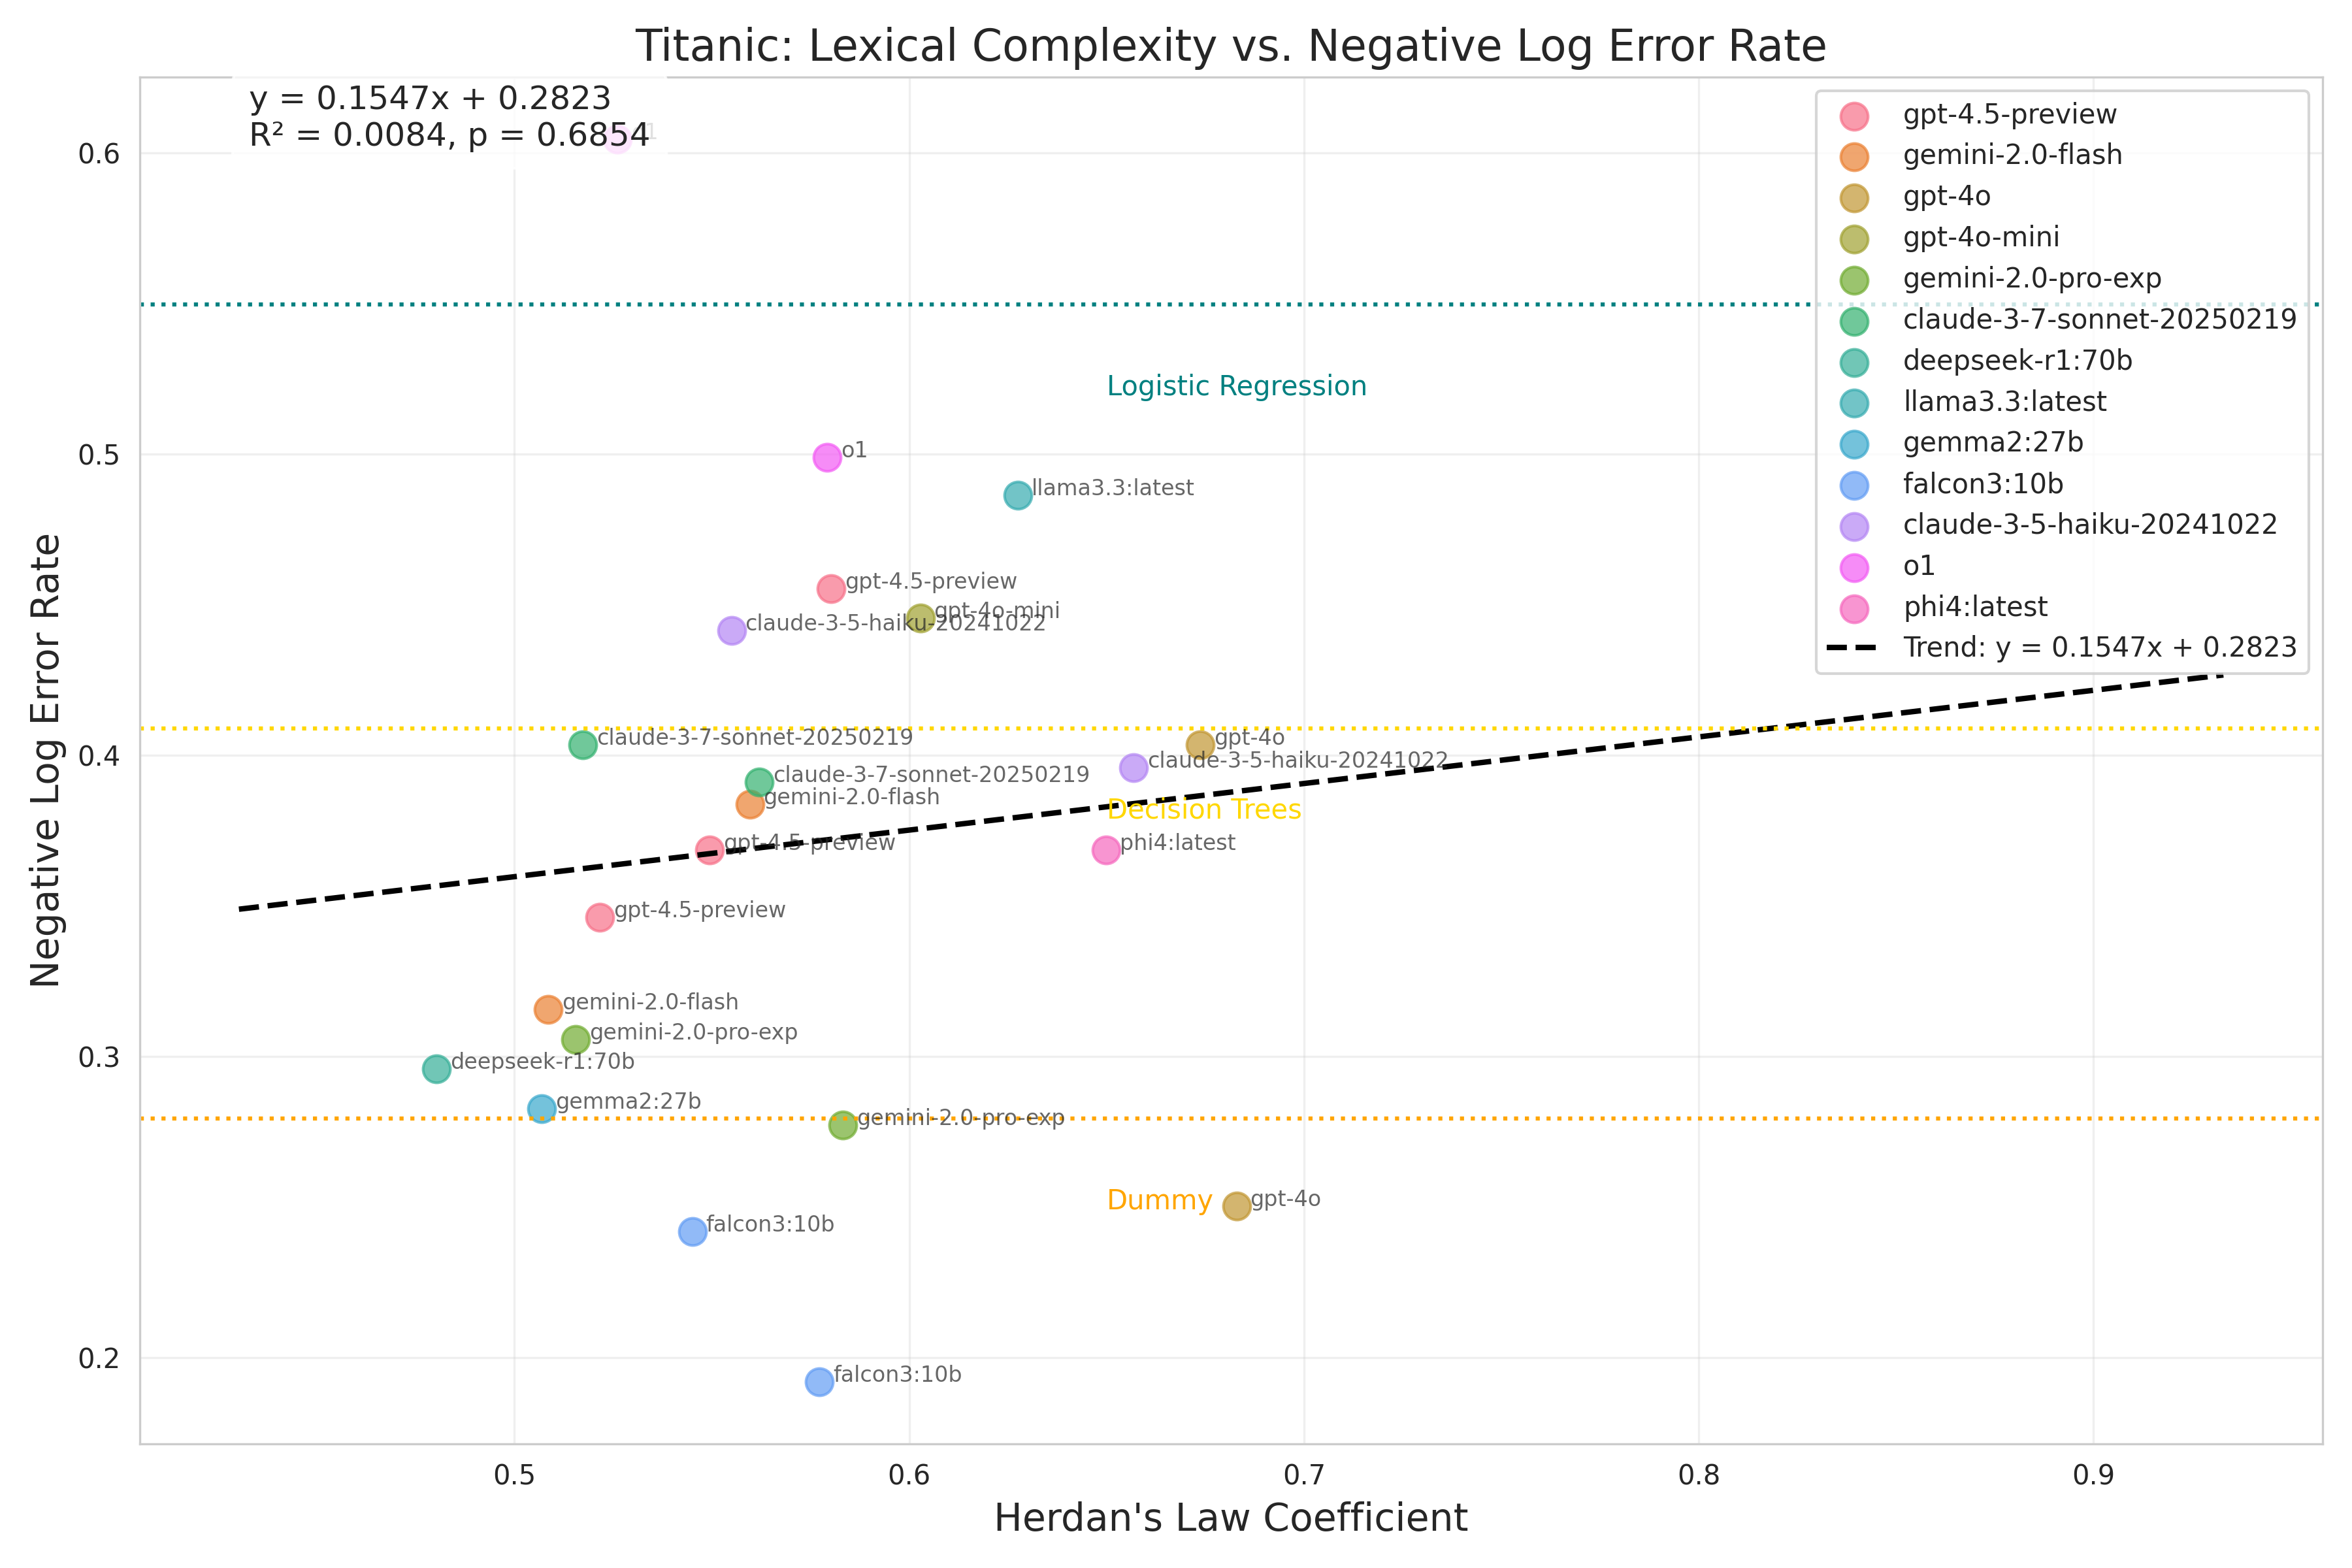 Titanic: Lexical Complexity vs. Negative Log Error Rate
y = 0.1547x + 0.2823
R² = 0.0084, p = 0.6854
gpt-4.5-preview
gemini-2.0-flash
gpt-4o
gpt-4o-mini
gemini-2.0-pro-exp
claude-3-7-sonnet-20250219
deepseek-r1:70b
llama3.3:latest
gemma2:27b
falcon3:10b
claude-3-5-haiku-20241022
o1
phi4:latest
Trend: y = 0.1547x + 0.2823
Logistic Regression
o1
llama3.3:latest
gpt-4.5-preview
gpt-4o-mini
claude-3-5-haiku-20241022
claude-3-7-sonnet-20250219
gpt-4o
claude-3-5-haiku-20241022
claude-3-7-sonnet-20250219
gemini-2.0-flash
Decision Trees
gpt-4.5-preview
phi4:latest
gpt-4.5-preview
gemini-2.0-flash
gemini-2.0-pro-exp
deepseek-r1:70b
gemma2:27b
gemini-2.0-pro-exp
Dummy
gpt-4o
falcon3:10b
falcon3:10b
0.6
0.5
0.4
0.3
0.2
Negative Log Error Rate
0.5
0.6
0.7
0.8
0.9
Herdan's Law Coefficient